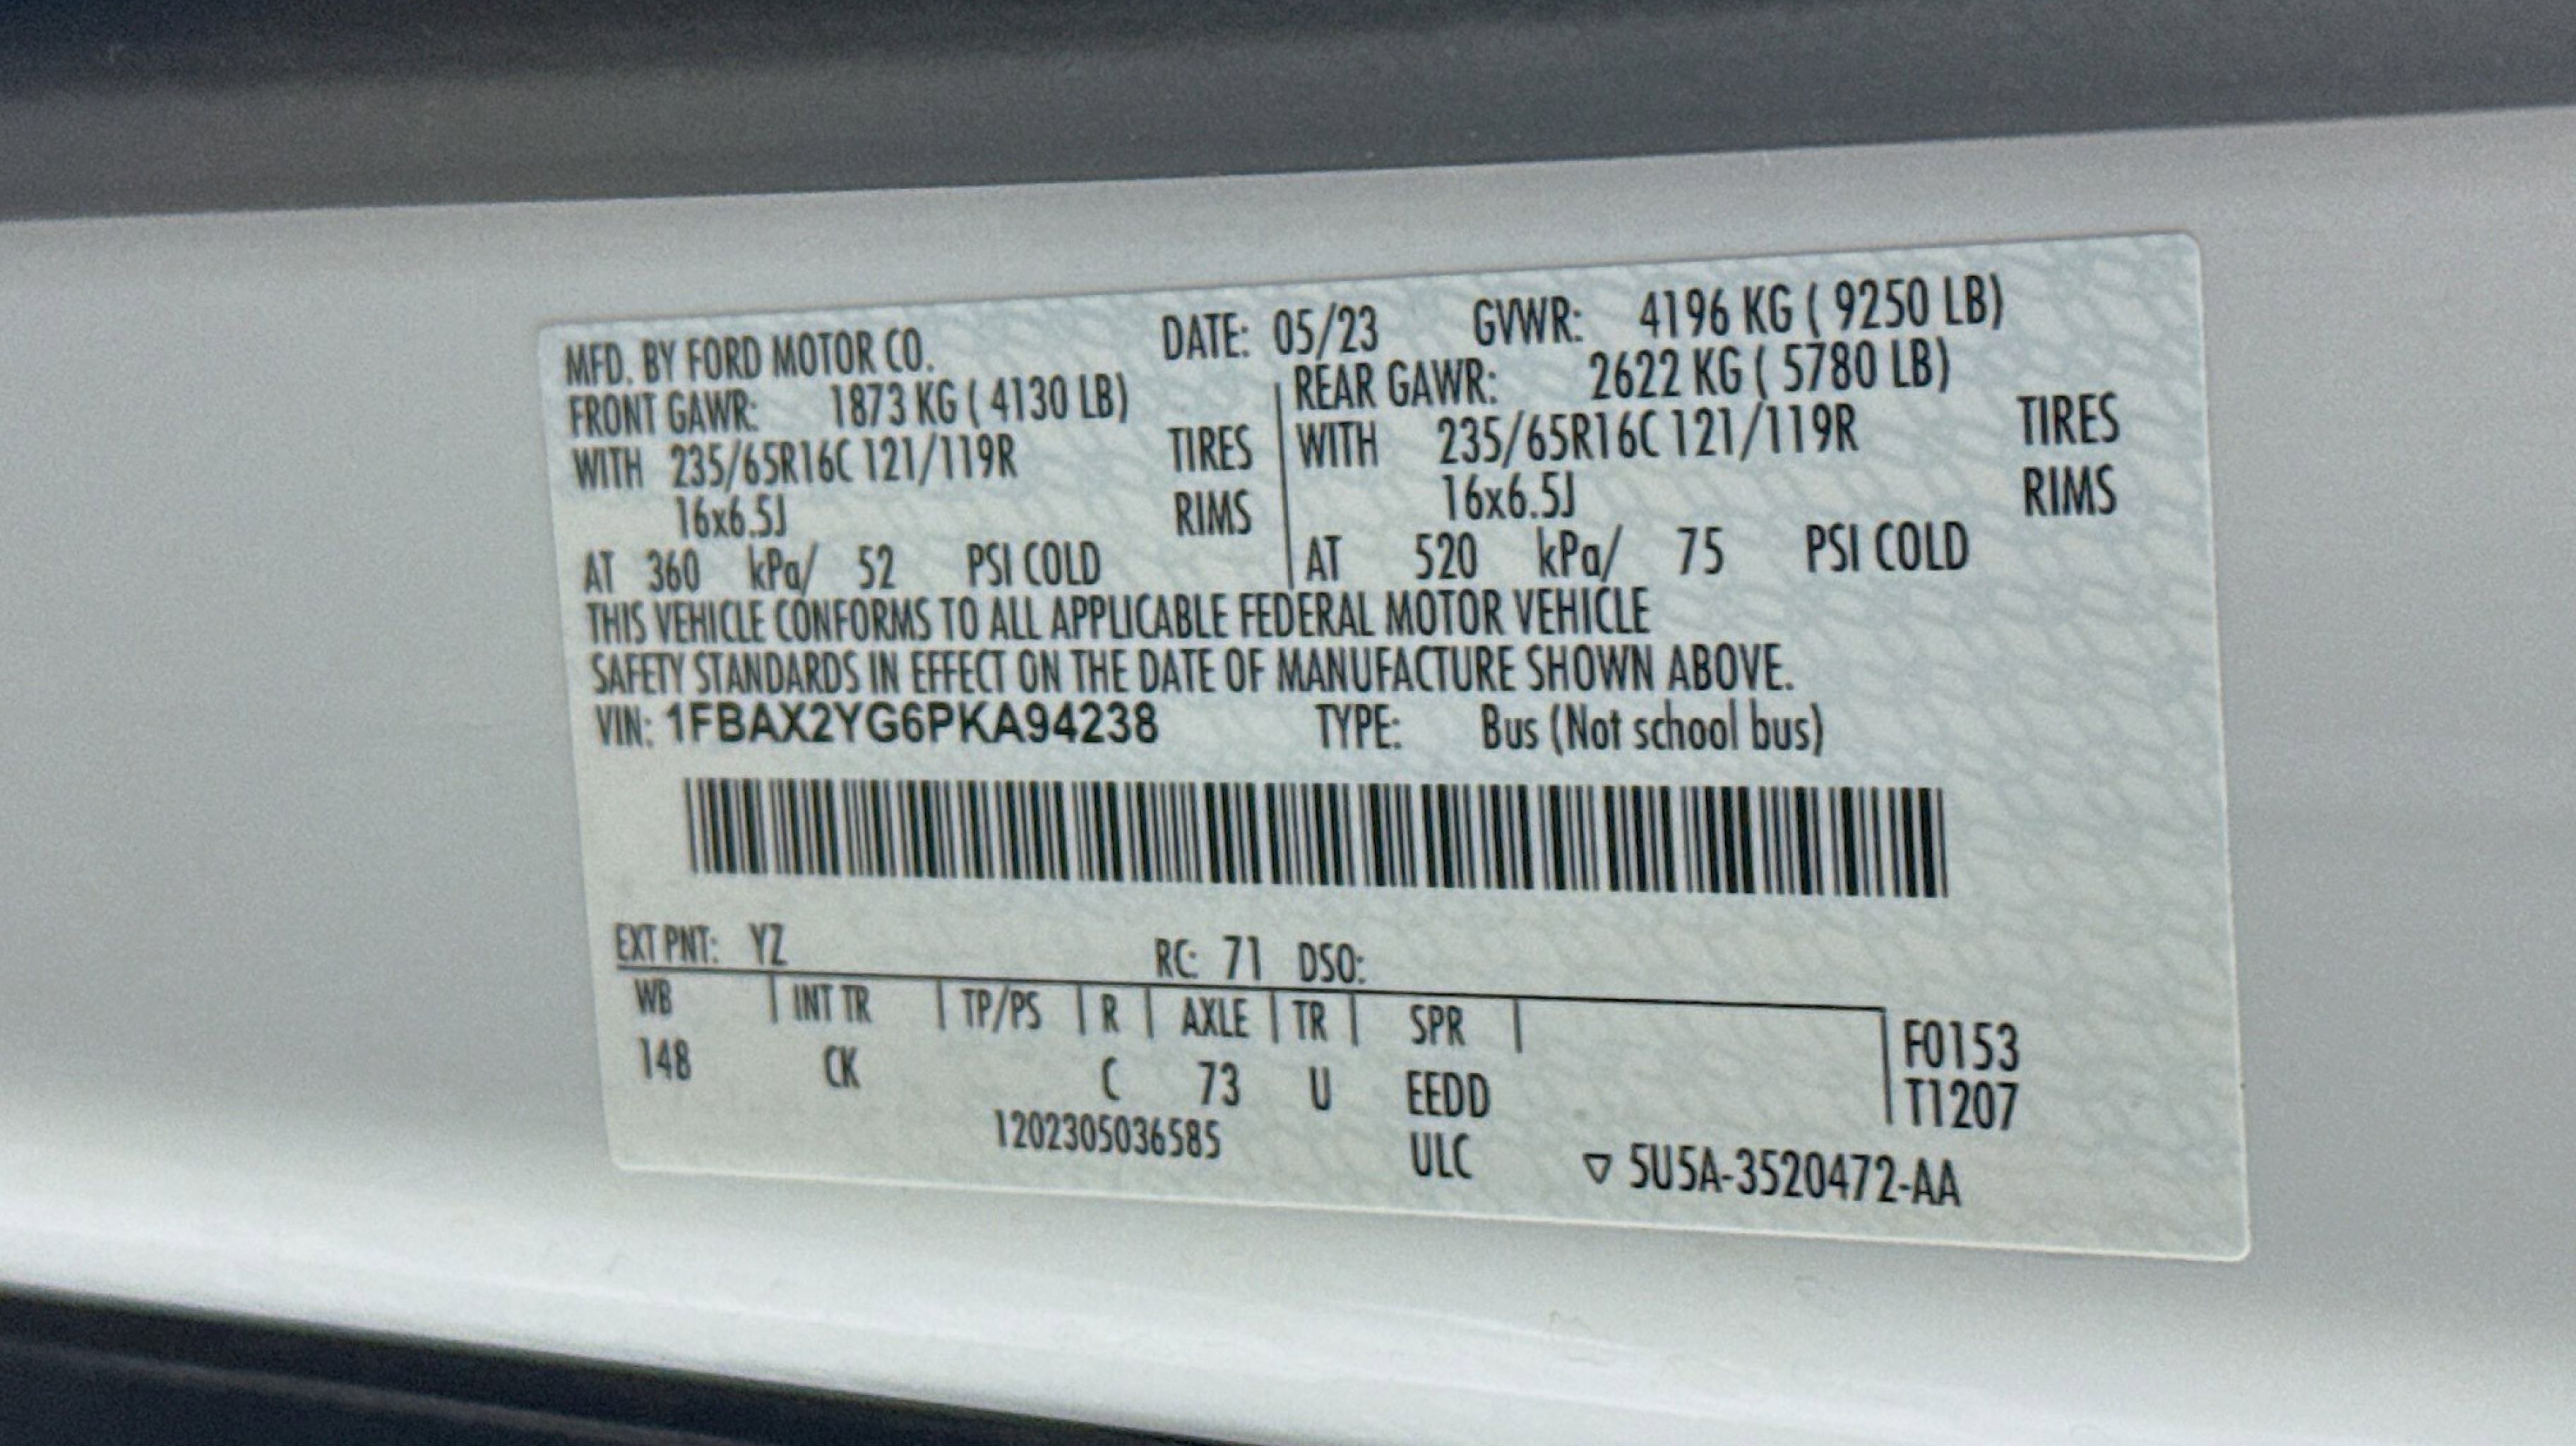 MFD. BY FORD MOTOR CO. DATE: 05/23 GVWR: 4196 KG ( 9250 LB)
FRONT GAWR: 1873 KG ( 4130 LB) REAR GAWR: 2622 KG ( 5780 LB)
WITH 235/65R16C 121/119R TIRES WITH 235/65R16C 121/119R TIRES
16x6.5J RIMS 16x6.5J RIMS
AT 360 kPa/ 52 PSI COLD AT 520 kPa/ 75 PSI COLD
THIS VEHICLE CONFORMS TO ALL APPLICABLE FEDERAL MOTOR VEHICLE
SAFETY STANDARDS IN EFFECT ON THE DATE OF MANUFACTURE SHOWN ABOVE.
VIN: 1FBAX2YG6PKA94238 TYPE: Bus (Not school bus)
EXT PNT: YZ RC: 71 DSO:
WB INT TR TP/PS R AXLE TR SPR F0153
148 CK C 73 U EEDD T1207
1202305036585 ULC ▽ 5U5A-3520472-AA